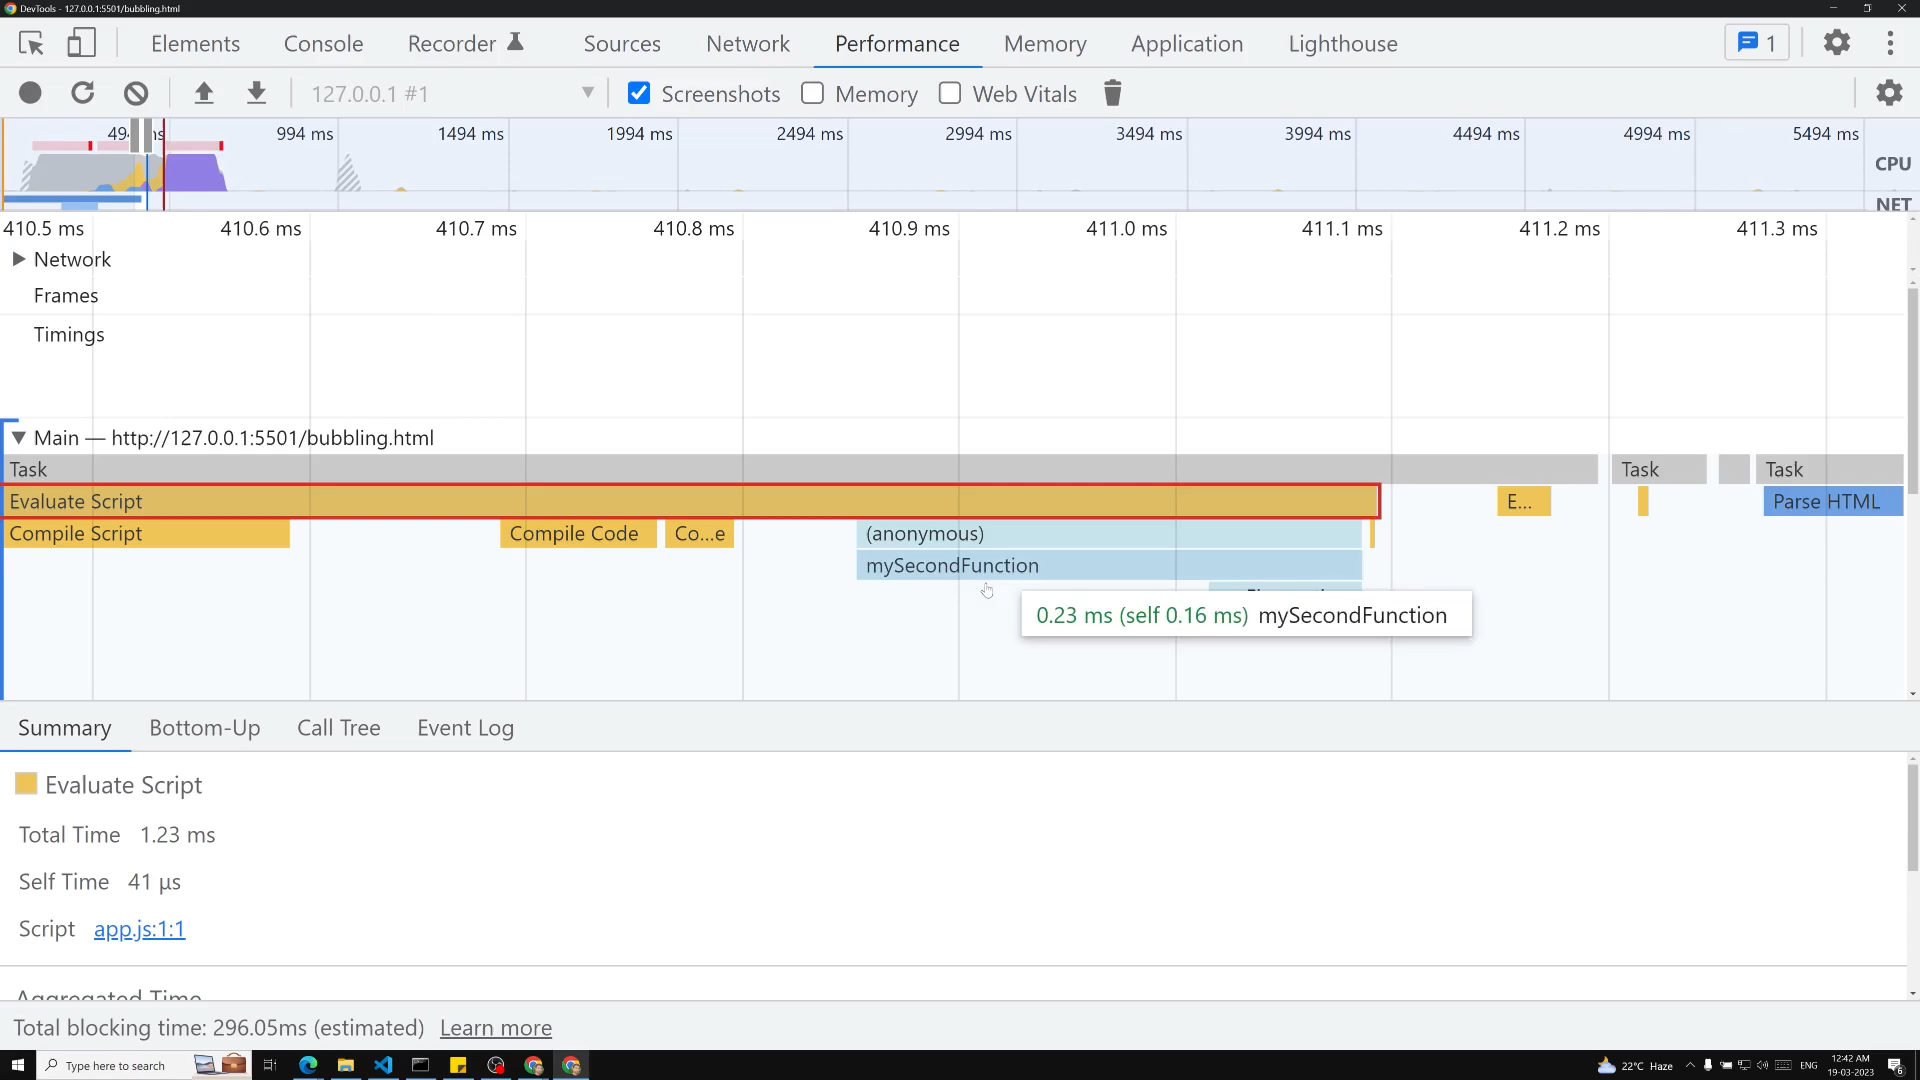 DevTools - 127.0.0.1:5501/bubbling.html
Elements Console Recorder Sources Network Performance Memory Application Lighthouse 1
127.0.0.1 #1 Screenshots Memory Web Vitals
994 ms 1494 ms 1994 ms 2494 ms 2994 ms 3494 ms 3994 ms 4494 ms 4994 ms 5494 ms
CPU
NET
410.5 ms 410.6 ms 410.7 ms 410.8 ms 410.9 ms 411.0 ms 411.1 ms 411.2 ms 411.3 ms
Network
Frames
Timings
Main — http://127.0.0.1:5501/bubbling.html
Task Task Task
Evaluate Script E... Parse HTML
Compile Script Compile Code Co...e (anonymous)
mySecondFunction
0.23 ms (self 0.16 ms) mySecondFunction
Summary Bottom-Up Call Tree Event Log
Evaluate Script
Total Time 1.23 ms
Self Time 41 μs
Script app.js:1:1
Aggregated Time
Total blocking time: 296.05ms (estimated) Learn more
Type here to search 22°C Haze ENG 12:42 AM
19-03-2023 6